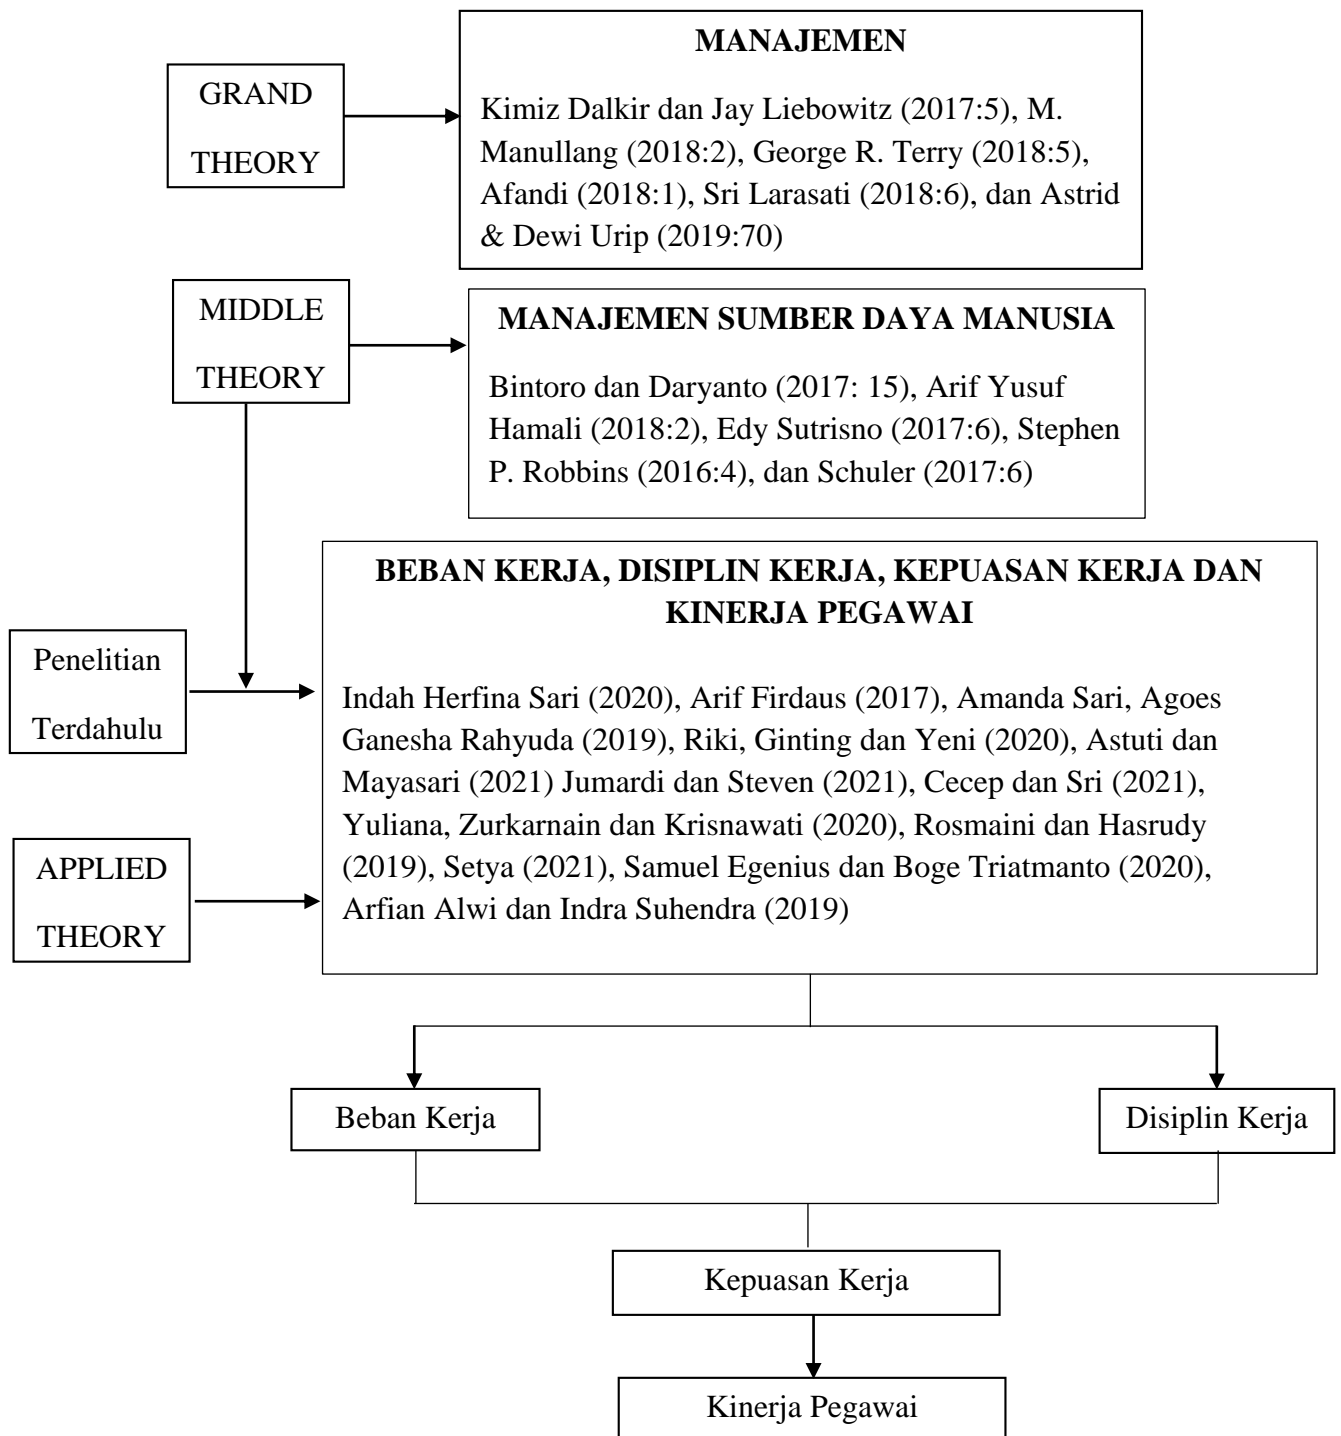 MANAJEMEN
GRAND
THEORY
Kimiz Dalkir dan Jay Liebowitz (2017:5), M.
Manullang (2018:2), George R. Terry (2018:5),
Afandi (2018:1), Sri Larasati (2018:6), dan Astrid
& Dewi Urip (2019:70)
MIDDLE
THEORY
MANAJEMEN SUMBER DAYA MANUSIA
Bintoro dan Daryanto (2017: 15), Arif Yusuf
Hamali (2018:2), Edy Sutrisno (2017:6), Stephen
P. Robbins (2016:4), dan Schuler (2017:6)
BEBAN KERJA, DISIPLIN KERJA, KEPUASAN KERJA DAN
KINERJA PEGAWAI
Penelitian
Terdahulu
Indah Herfina Sari (2020), Arif Firdaus (2017), Amanda Sari, Agoes
Ganesha Rahyuda (2019), Riki, Ginting dan Yeni (2020), Astuti dan
Mayasari (2021) Jumardi dan Steven (2021), Cecep dan Sri (2021),
Yuliana, Zurkarnain dan Krisnawati (2020), Rosmaini dan Hasrudy
(2019), Setya (2021), Samuel Egenius dan Boge Triatmanto (2020),
Arfian Alwi dan Indra Suhendra (2019)
APPLIED
THEORY
Beban Kerja
Disiplin Kerja
Kepuasan Kerja
Kinerja Pegawai